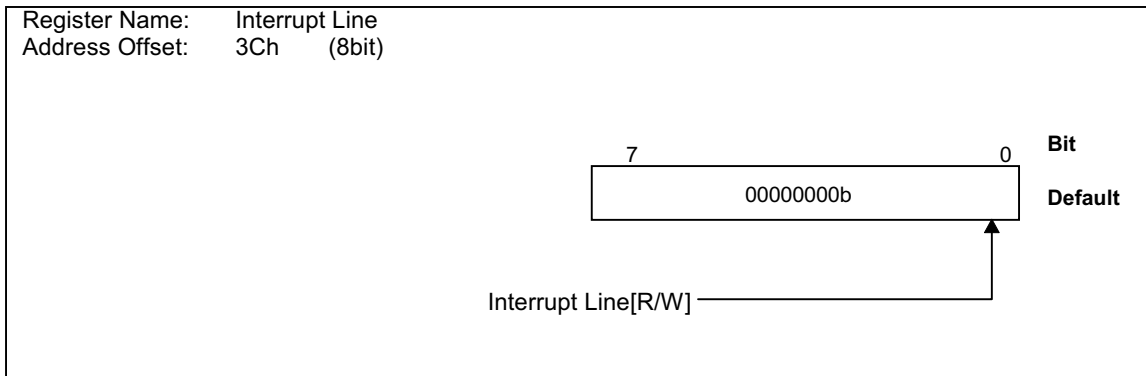 Register Name: Interrupt Line
Address Offset: 3Ch (8bit)
7 0 Bit
00000000b Default
Interrupt Line[R/W]